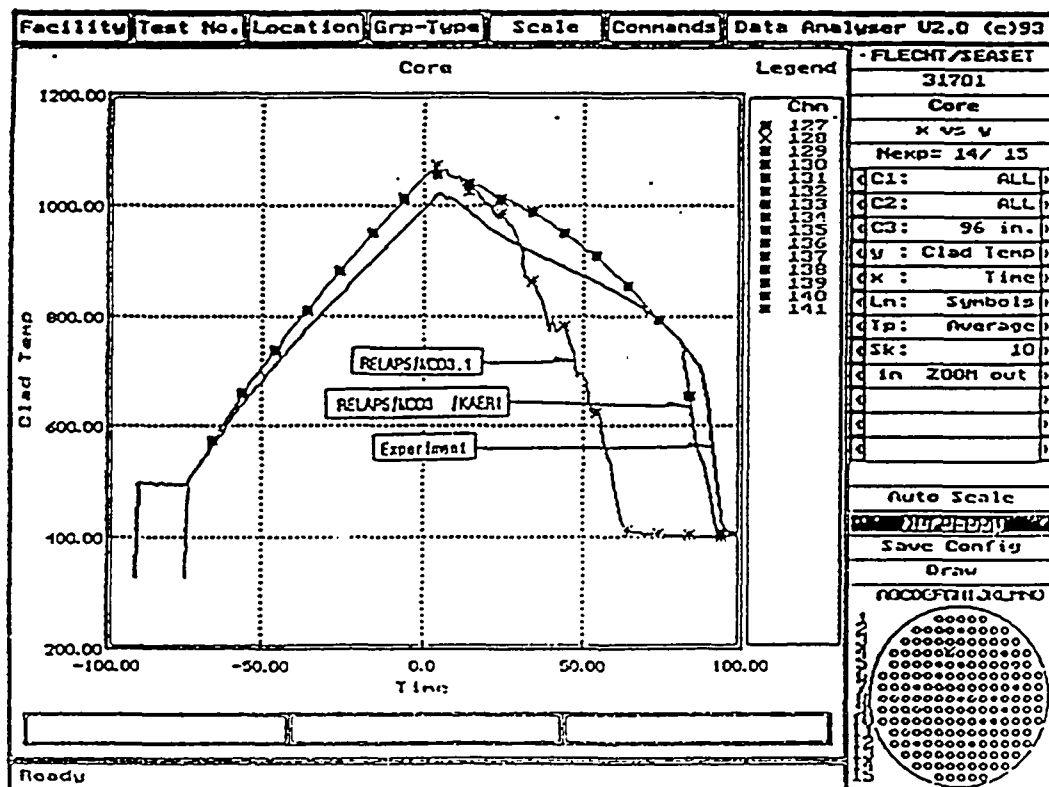 Facility Test No. Location Grp-Type Scale Commands Data Analyser V2.0 (c)93
Core
Legend
1200.00
1000.00
800.00
600.00
400.00
200.00
Clad Temp
-100.00 -50.00 0.0 50.00 100.00
Time
RELAP5/MOD3.1
RELAP5/MOD3 /KAERI
Experiment
Chn
127
128
129
130
131
132
133
134
135
136
137
138
139
140
141
FLECHT/SEASET
31701
Core
x vs y
Nexp= 14/ 15
< C1: ALL >
< C2: ALL >
< C3: 96 in. >
< y : Clad Temp >
< x : Time >
< Ln: Symbols >
< Tp: Average >
< Sk: 10 >
< in ZOOM out >
Auto Scale
Save Config
Draw
Ready